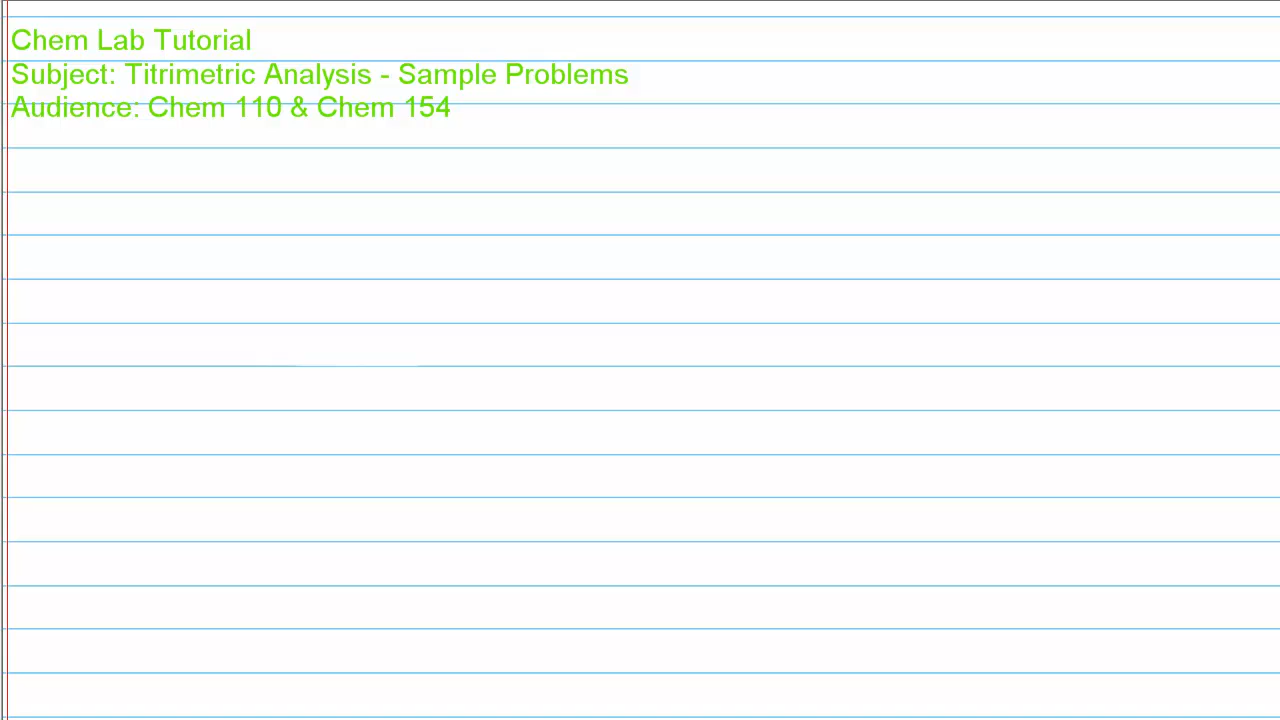 Chem Lab Tutorial
Subject: Titrimetric Analysis - Sample Problems
Audience: Chem 110 & Chem 154